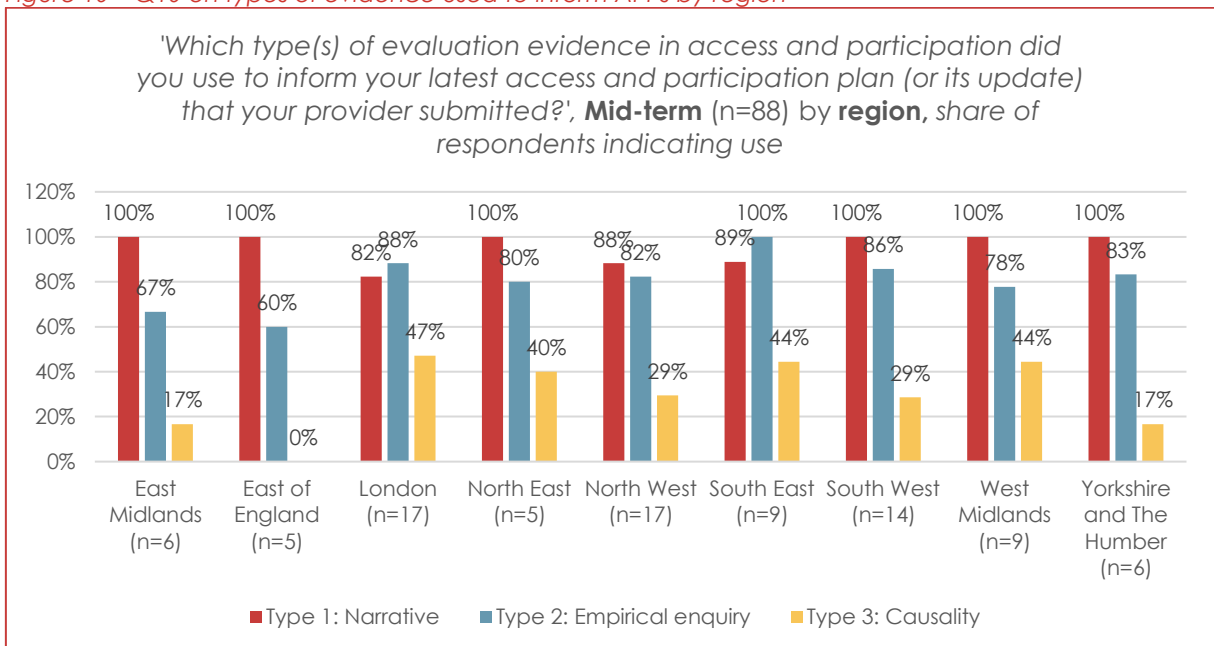 'Which type(s) of evaluation evidence in access and participation did
you use to inform your latest access and participation plan (or its update)
that your provider submitted?', Mid-term (n=88) by region, share of
respondents indicating use
120%
100%
80%
60%
40%
20%
0%
100% 67% 17%
100% 60% 0%
82% 88% 47%
100% 80% 40%
88% 82% 29%
89% 100% 44%
100% 86% 29%
100% 78% 44%
100% 83% 17%
East
Midlands
(n=6)
East of
England
(n=5)
London
(n=17)
North East
(n=5)
North West
(n=17)
South East
(n=9)
South West
(n=14)
West
Midlands
(n=9)
Yorkshire
and The
Humber
(n=6)
Type 1: Narrative Type 2: Empirical enquiry Type 3: Causality